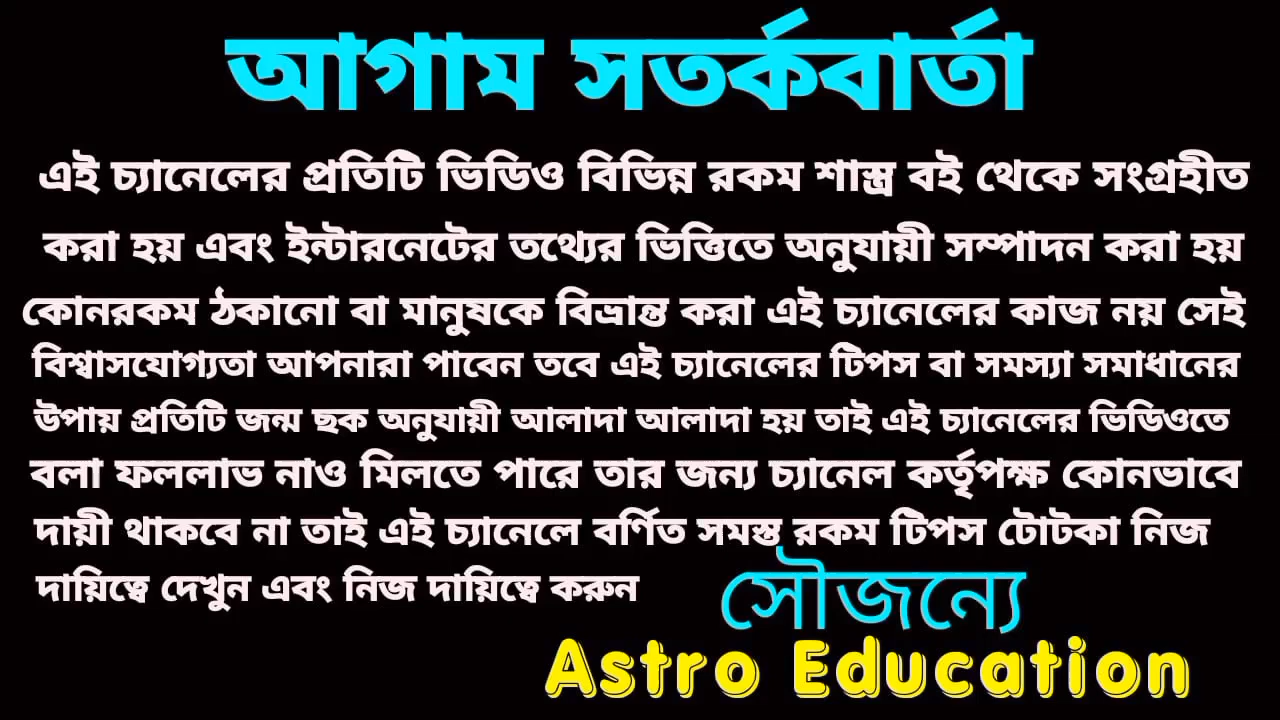 আগাম সতর্কবার্তা
এই চ্যানেলের প্রতিটি ভিডিও বিভিন্ন রকম শাস্ত্র বই থেকে সংগ্রহীত
করা হয় এবং ইন্টারনেটের তথ্যের ভিত্তিতে অনুযায়ী সম্পাদন করা হয়
কোনরকম ঠকানো বা মানুষকে বিভ্রান্ত করা এই চ্যানেলের কাজ নয় সেই
বিশ্বাসযোগ্যতা আপনারা পাবেন তবে এই চ্যানেলের টিপস বা সমস্যা সমাধানের
উপায় প্রতিটি জন্ম ছক অনুযায়ী আলাদা আলাদা হয় তাই এই চ্যানেলের ভিডিওতে
বলা ফললাভ নাও মিলতে পারে তার জন্য চ্যানেল কর্তৃপক্ষ কোনভাবে
দায়ী থাকবে না তাই এই চ্যানেলে বর্ণিত সমস্ত রকম টিপস টোটকা নিজ
দায়িত্বে দেখুন এবং নিজ দায়িত্বে করুন
সৌজন্যে
Astro Education